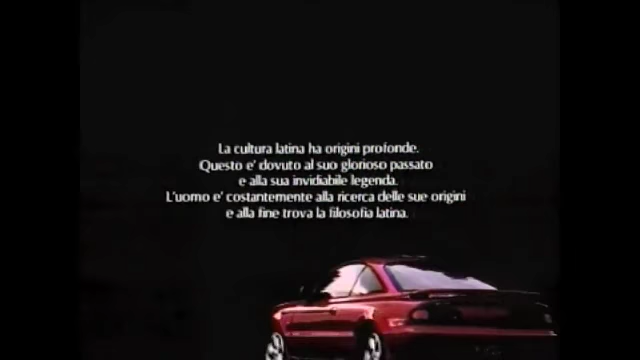 La cultura latina ha origini profonde.
Questo e' dovuto al suo glorioso passato
e alla sua invidiabile legenda.
L'uomo e' costantemente alla ricerca delle sue origini
e alla fine trova la filosofia latina.